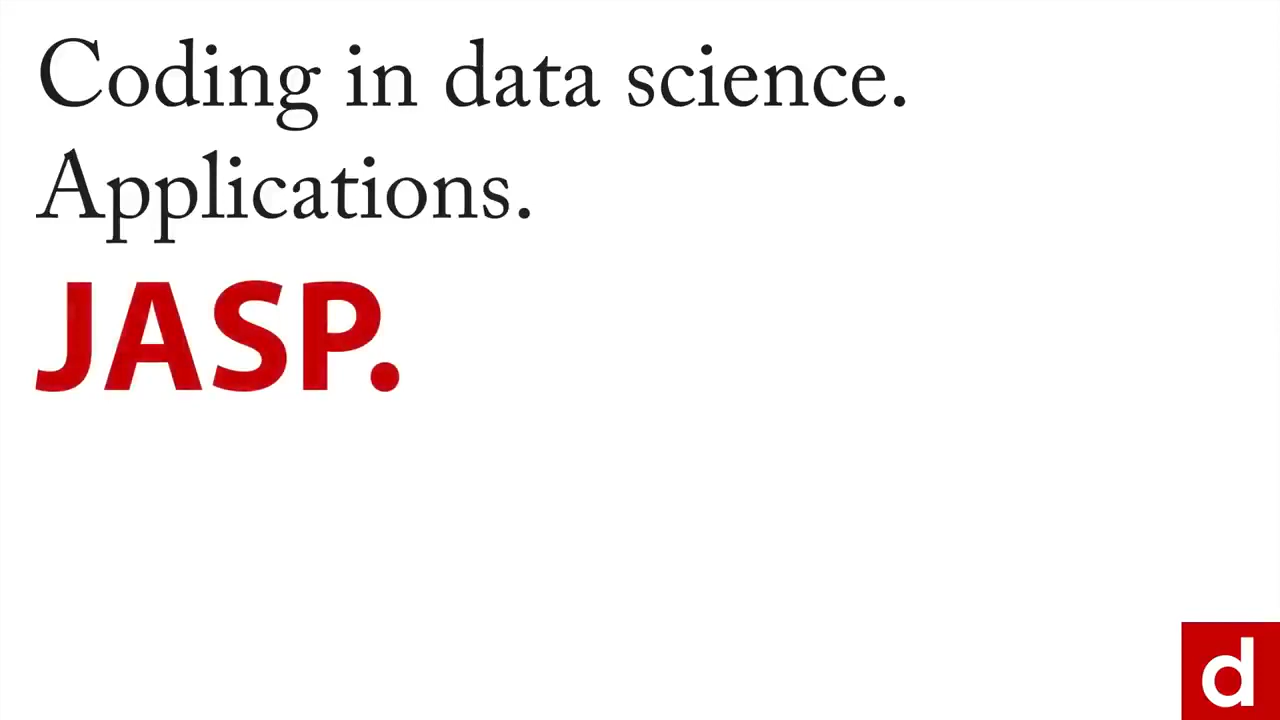 Coding in data science.
Applications.
JASP.
d